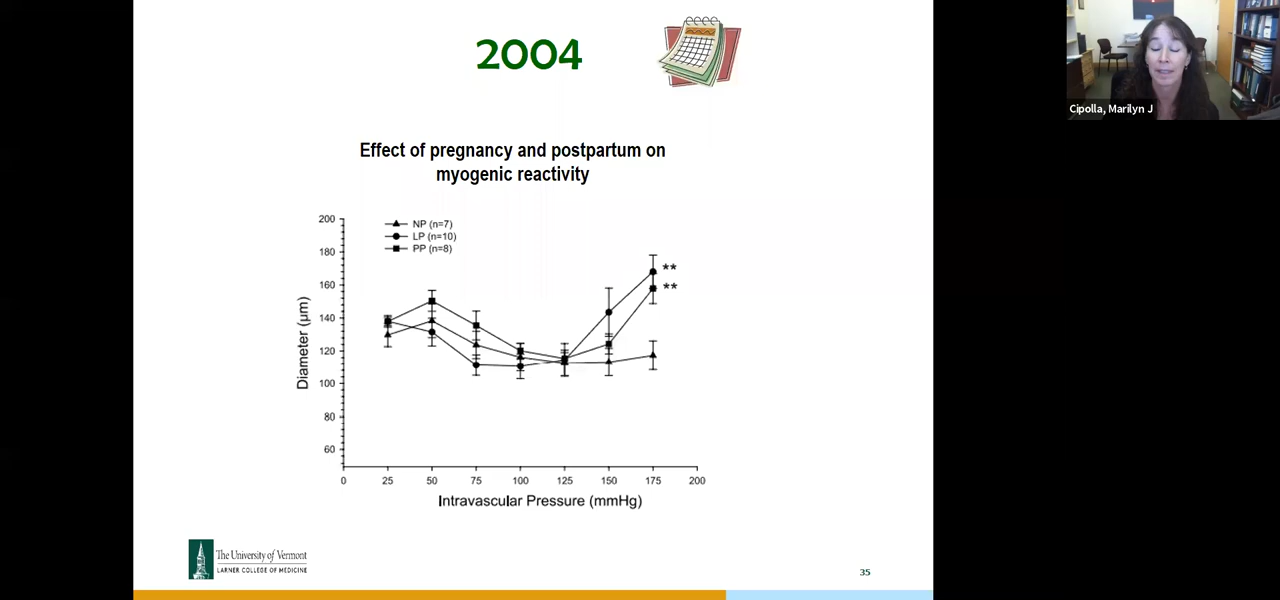 2004
Cipolla, Marilyn J
Effect of pregnancy and postpartum on
myogenic reactivity
200
180
160
140
120
100
80
60
Diameter (μm)
NP (n=7)
LP (n=10)
PP (n=8)
**
**
0 25 50 75 100 125 150 175 200
Intravascular Pressure (mmHg)
The University of Vermont
LARNER COLLEGE OF MEDICINE
35